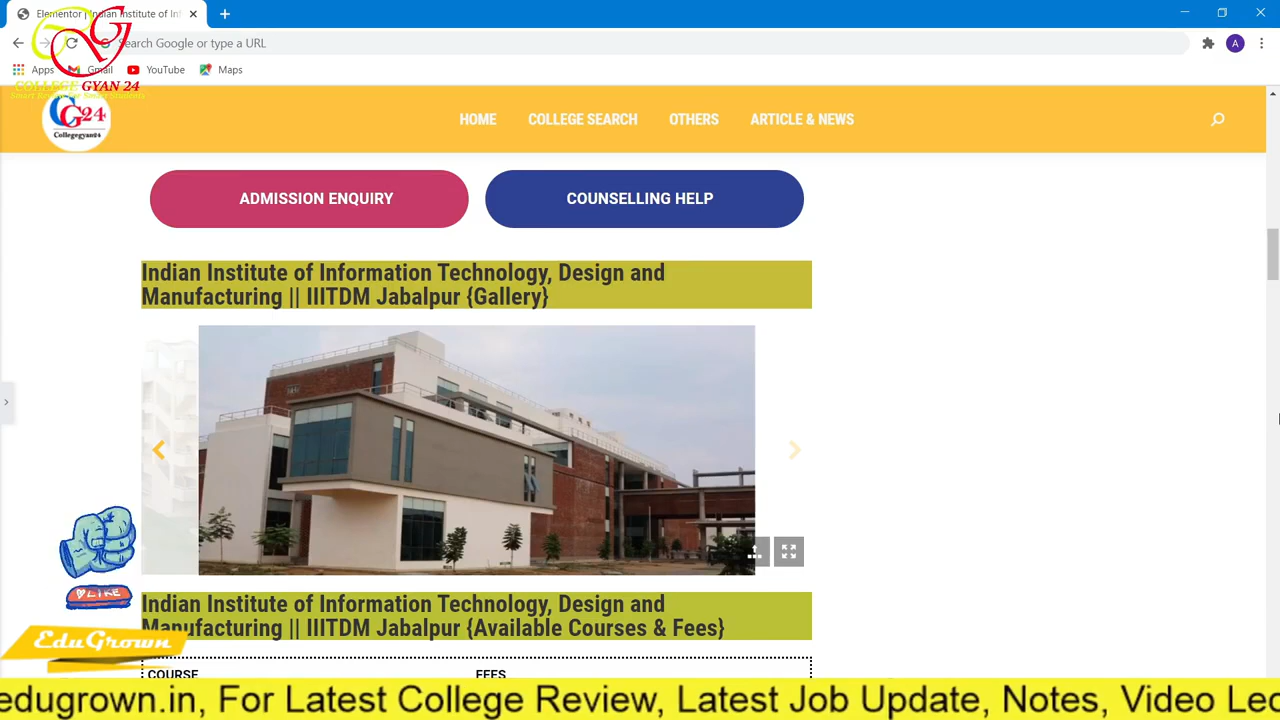 Elementor | Indian Institute of Inf
Search Google or type a URL
Apps
Gmail
YouTube
Maps
A
COLLEGE GYAN 24
G24
Collegegyan24
HOME
COLLEGE SEARCH
OTHERS
ARTICLE & NEWS
ADMISSION ENQUIRY
COUNSELLING HELP
Indian Institute of Information Technology, Design and
Manufacturing || IIITDM Jabalpur {Gallery}
LIKE
Indian Institute of Information Technology, Design and
Manufacturing || IIITDM Jabalpur {Available Courses & Fees}
EduGrown
COURSE
FEES
edugrown.in, For Latest College Review, Latest Job Update, Notes, Video Lec